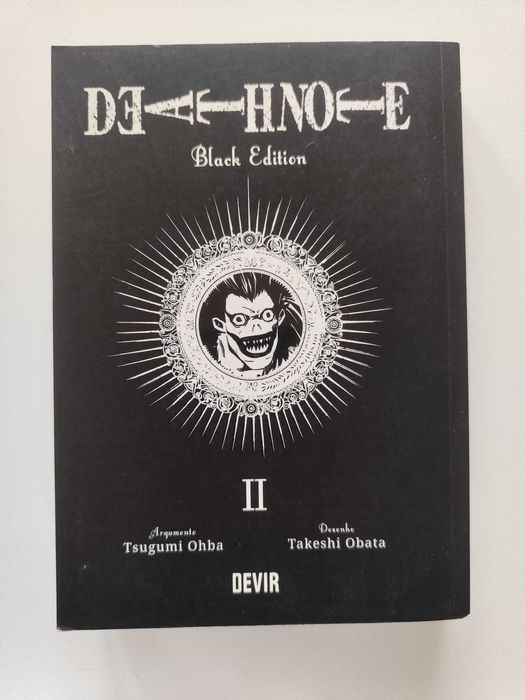 DEATH NOTE
Black Edition
II
Argumento
Tsugumi Ohba
Desenho
Takeshi Obata
DEVIR